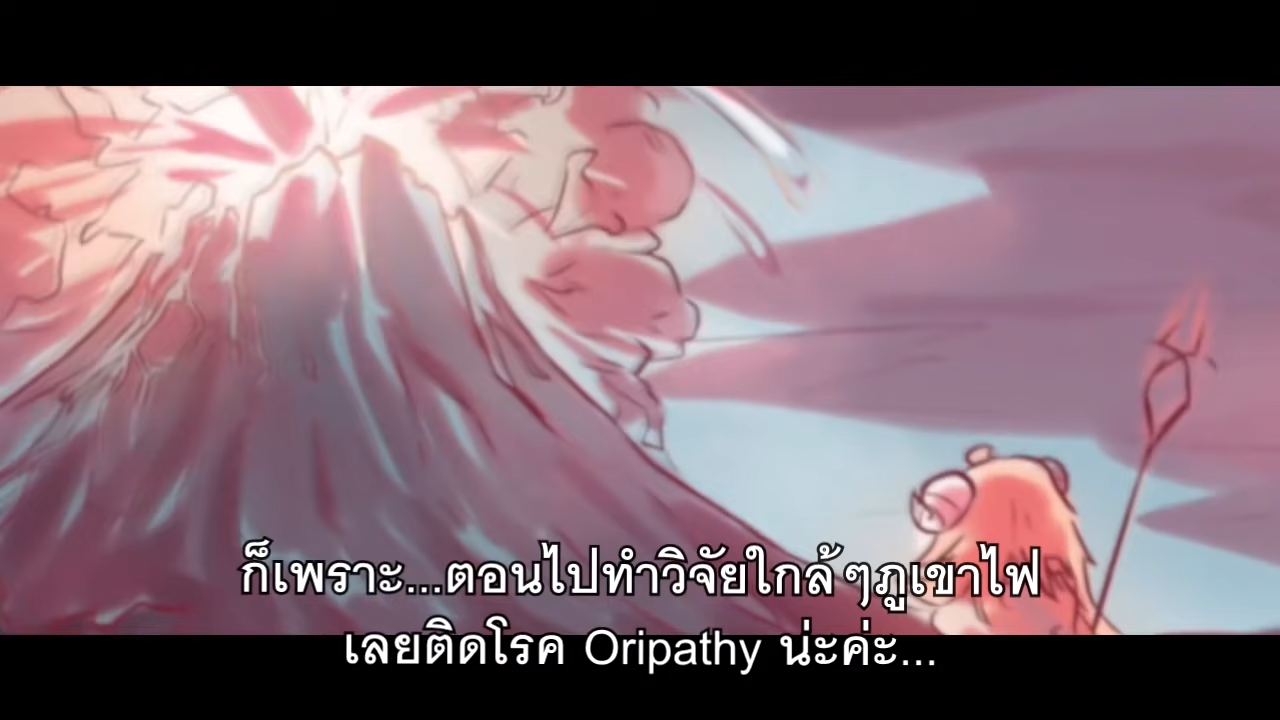 ก็เพราะ...ตอนไปทำวิจัยใกล้ๆภูเขาไฟ
เลยติดโรค Oripathy น่ะค่ะ...